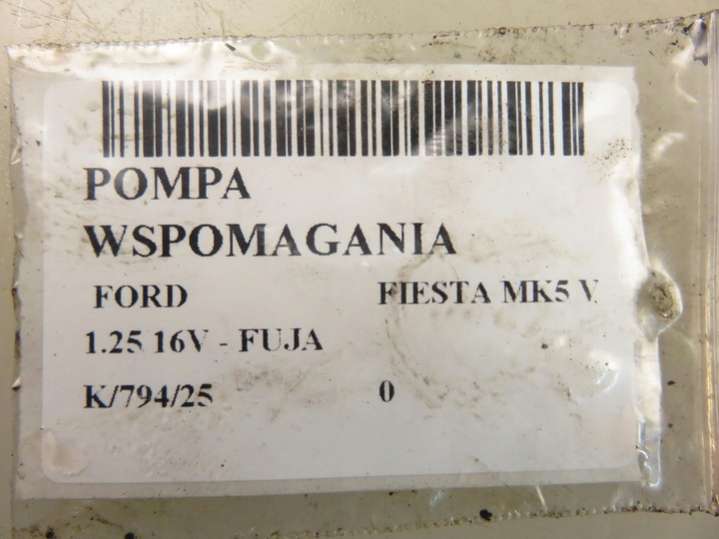 POMPA
WSPOMAGANIA
FORD FIESTA MK5 V
1.25 16V - FUJA
K/794/25 0